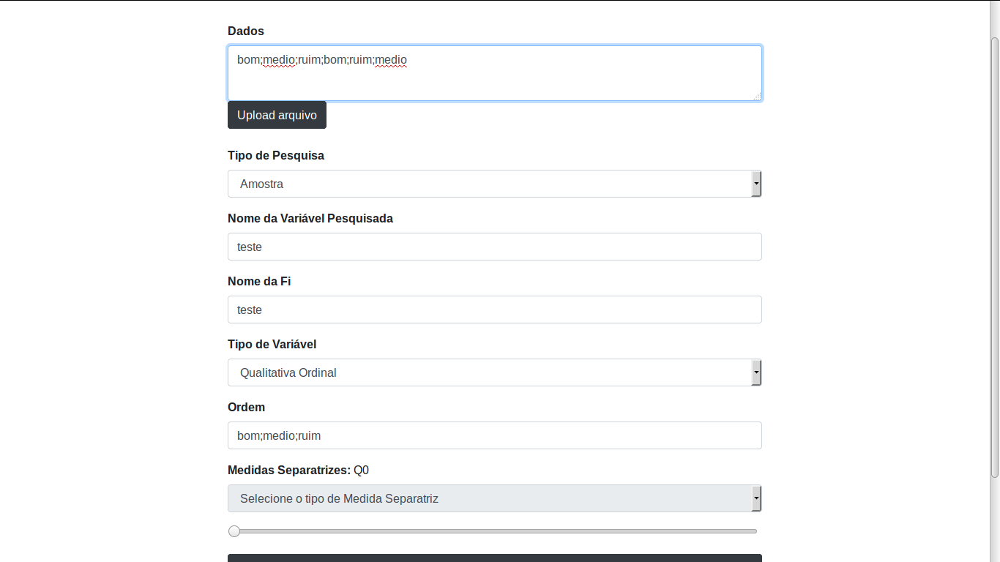 Dados
bom;medio;ruim;bom;ruim;medio
Upload arquivo
Tipo de Pesquisa
Amostra
Nome da Variável Pesquisada
teste
Nome da Fi
teste
Tipo de Variável
Qualitativa Ordinal
Ordem
bom;medio;ruim
Medidas Separatrizes: Q0
Selecione o tipo de Medida Separatriz